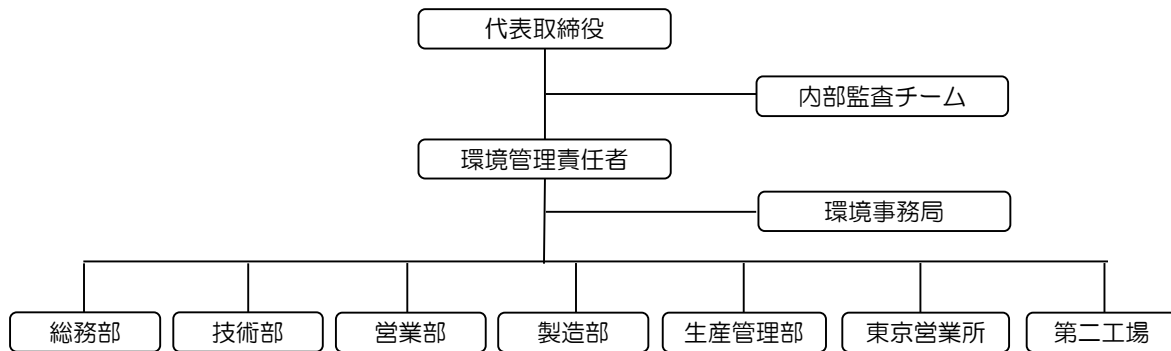 代表取締役
内部監査チーム
環境管理責任者
環境事務局
総務部 技術部 営業部 製造部 生産管理部 東京営業所 第二工場